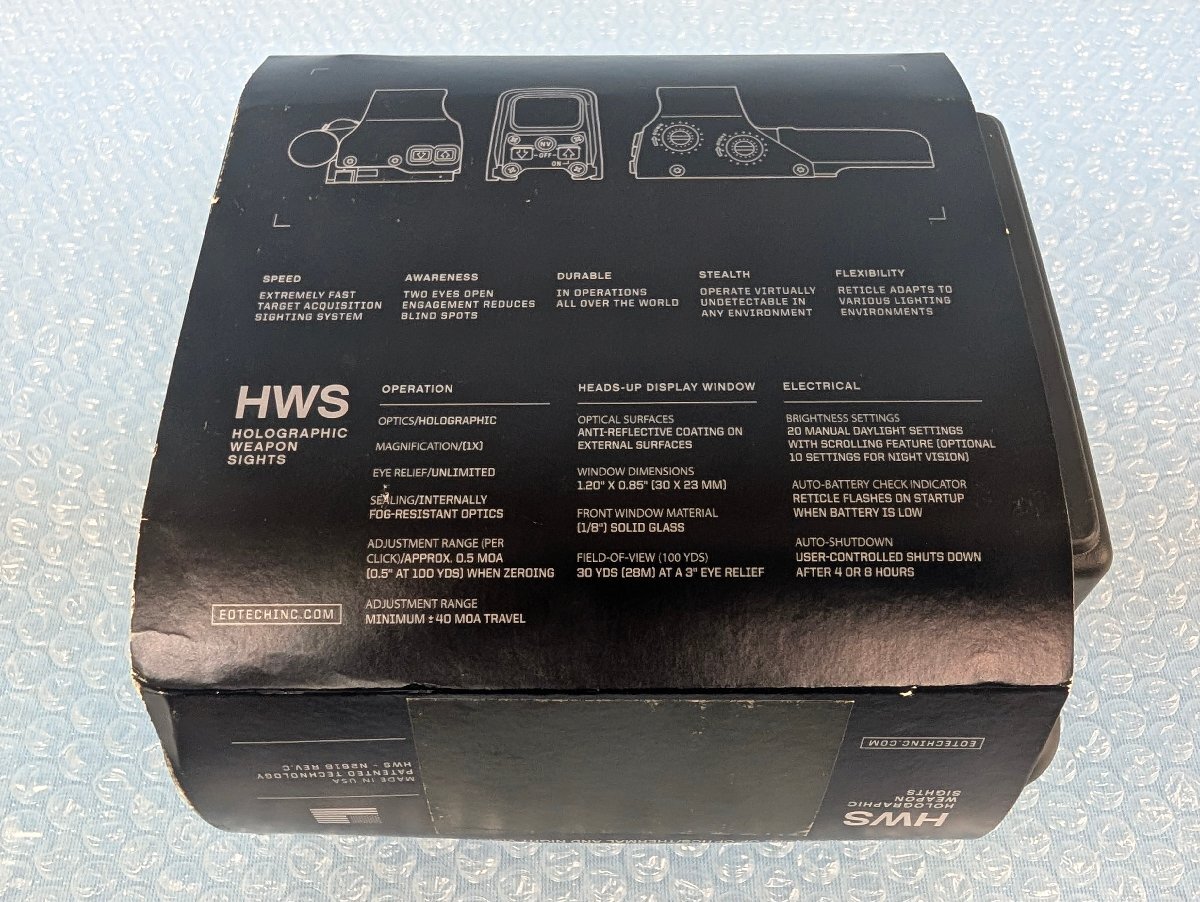 NV
-OFF-
ON
SPEED
EXTREMELY FAST
TARGET ACQUISITION
SIGHTING SYSTEM
AWARENESS
TWO EYES OPEN
ENGAGEMENT REDUCES
BLIND SPOTS
DURABLE
IN OPERATIONS
ALL OVER THE WORLD
STEALTH
OPERATE VIRTUALLY
UNDETECTABLE IN
ANY ENVIRONMENT
FLEXIBILITY
RETICLE ADAPTS TO
VARIOUS LIGHTING
ENVIRONMENTS
HWS
HOLOGRAPHIC
WEAPON
SIGHTS
EOTECHINC.COM
OPERATION
OPTICS/HOLOGRAPHIC
MAGNIFICATION/(1X)
EYE RELIEF/UNLIMITED
SEALING/INTERNALLY
FOG-RESISTANT OPTICS
ADJUSTMENT RANGE (PER
CLICK)/APPROX. 0.5 MOA
(0.5" AT 100 YDS) WHEN ZEROING
ADJUSTMENT RANGE
MINIMUM ± 40 MOA TRAVEL
HEADS-UP DISPLAY WINDOW
OPTICAL SURFACES
ANTI-REFLECTIVE COATING ON
EXTERNAL SURFACES
WINDOW DIMENSIONS
1.20" X 0.85" (30 X 23 MM)
FRONT WINDOW MATERIAL
(1/8") SOLID GLASS
FIELD-OF-VIEW (100 YDS)
30 YDS (28M) AT A 3" EYE RELIEF
ELECTRICAL
BRIGHTNESS SETTINGS
20 MANUAL DAYLIGHT SETTINGS
WITH SCROLLING FEATURE (OPTIONAL
10 SETTINGS FOR NIGHT VISION)
AUTO-BATTERY CHECK INDICATOR
RETICLE FLASHES ON STARTUP
WHEN BATTERY IS LOW
AUTO-SHUTDOWN
USER-CONTROLLED SHUTS DOWN
AFTER 4 OR 8 HOURS
HWS
HOLOGRAPHIC
WEAPON
SIGHTS
EOTECHINC.COM
HWS - N2616 REV.C
PATENTED TECHNOLOGY
MADE IN USA